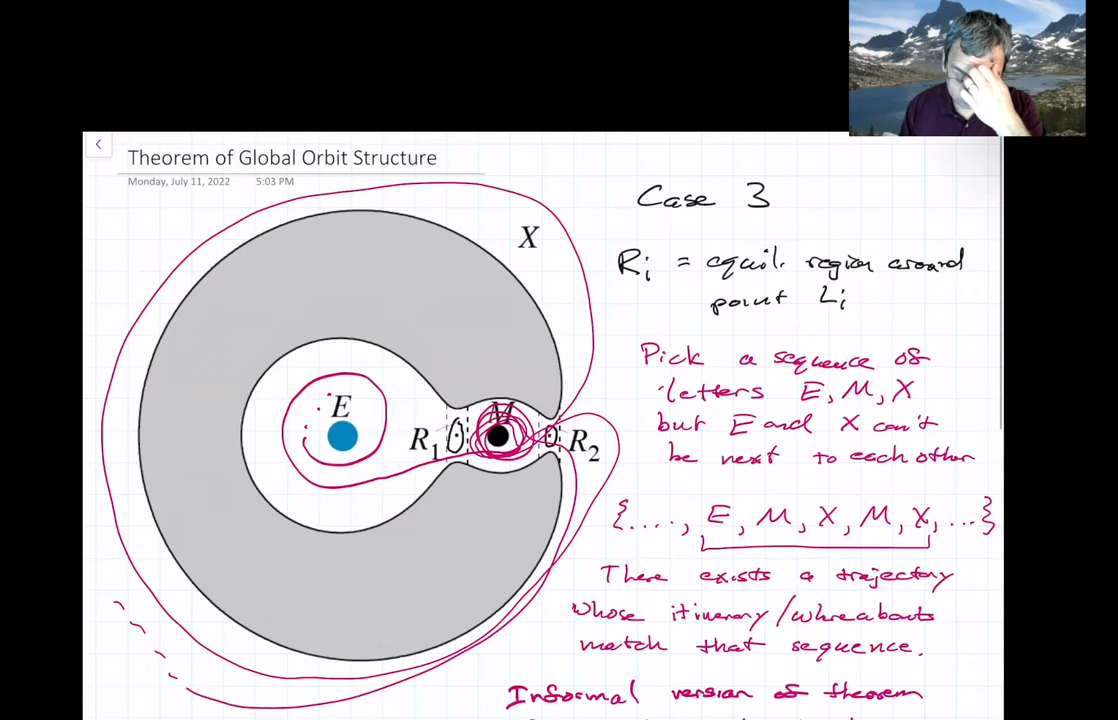 Theorem of Global Orbit Structure
Monday, July 11, 2022 5:03 PM
X
E
M
R1
R2
Case 3
Ri = equil. region around
point Li
Pick a sequence of
letters E, M, X
but E and X can't
be next to each other
{...., E, M, X, M, X, ...}
There exists a trajectory
whose itinerary/whereabouts
match that sequence.
Informal version of theorem